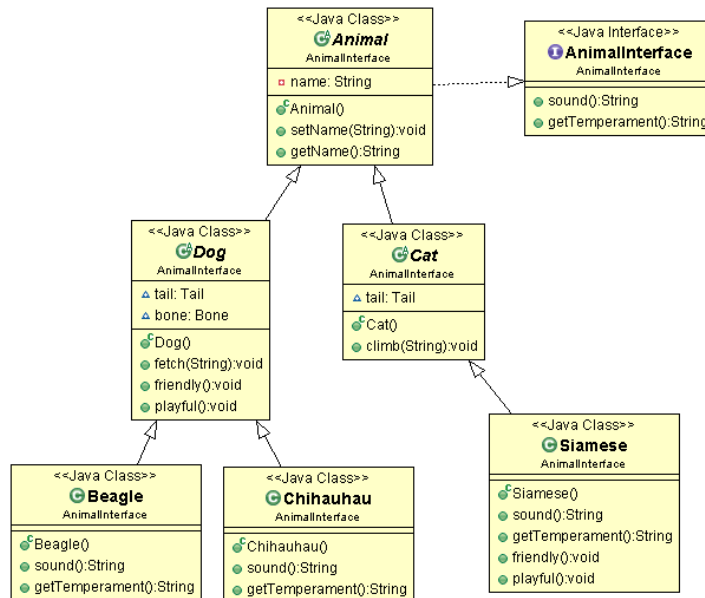 <<Java Class>>
Animal
AnimalInterface
name: String
Animal()
setName(String):void
getName():String
<<Java Interface>>
AnimalInterface
AnimalInterface
sound():String
getTemperament():String
<<Java Class>>
Dog
AnimalInterface
tail: Tail
bone: Bone
Dog()
fetch(String):void
friendly():void
playful():void
<<Java Class>>
Cat
AnimalInterface
tail: Tail
Cat()
climb(String):void
<<Java Class>>
Beagle
AnimalInterface
Beagle()
sound():String
getTemperament():String
<<Java Class>>
Chihauhau
AnimalInterface
Chihauhau()
sound():String
getTemperament():String
<<Java Class>>
Siamese
AnimalInterface
Siamese()
sound():String
getTemperament():String
friendly():void
playful():void